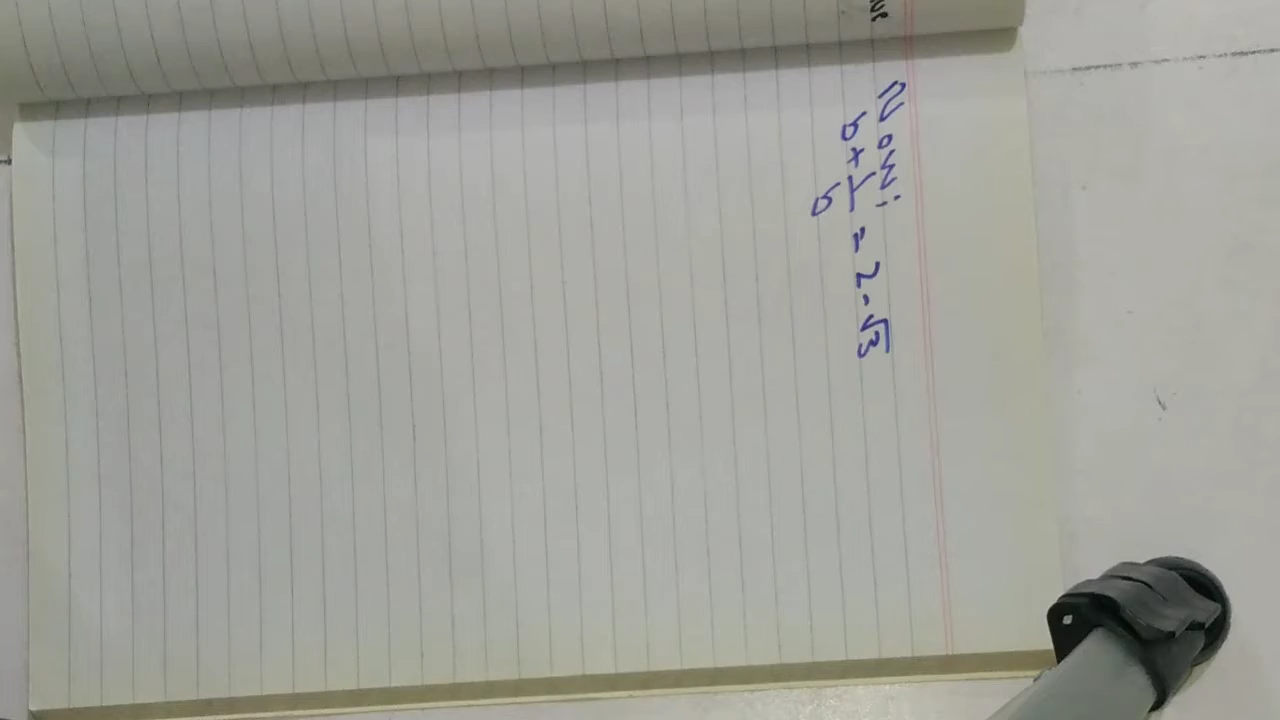 Now;
b + 1/b = 2 - √3